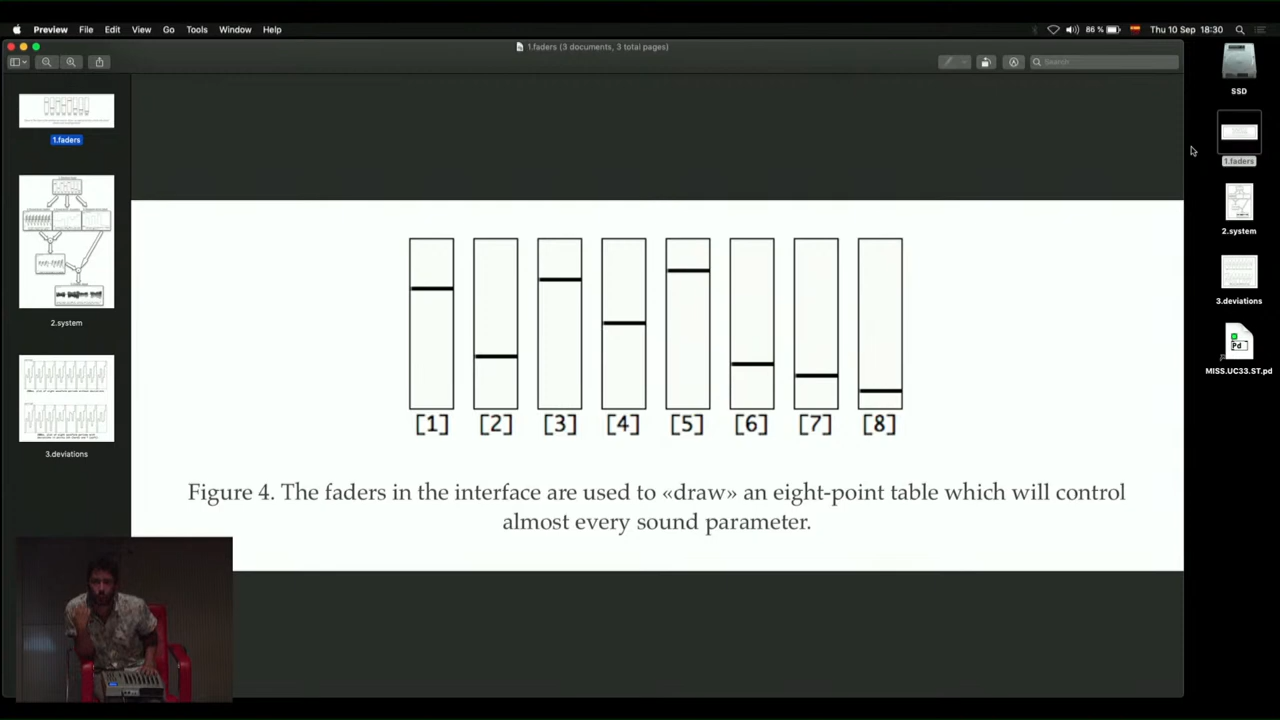 Preview File Edit View Go Tools Window Help
86 % Thu 10 Sep 18:30
1.faders (3 documents, 3 total pages)
Search
SSD
1.faders
1.faders
2.system
2.system
3.deviations
3.deviations
Pd
MISS.UC33.ST.pd
[1] [2] [3] [4] [5] [6] [7] [8]
Figure 4. The faders in the interface are used to «draw» an eight-point table which will control
almost every sound parameter.